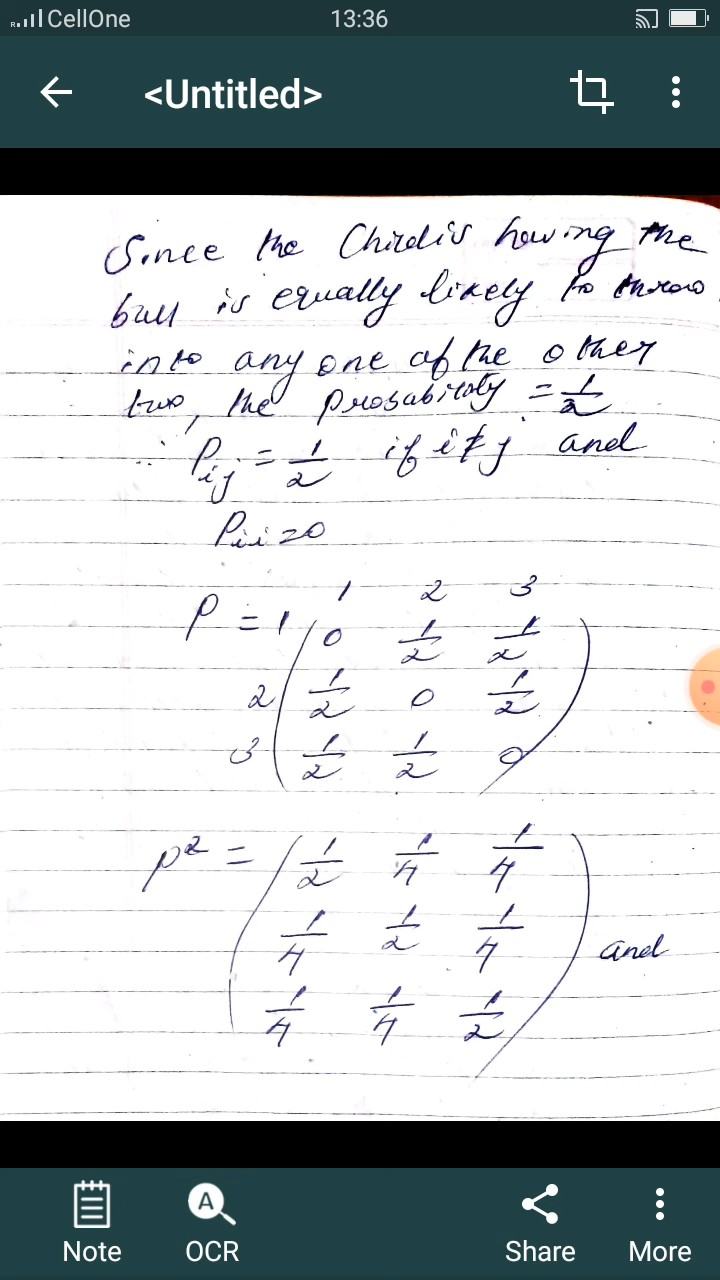 CellOne 13:36
<Untitled>
Since the Child is having the
ball is equally likely to throw
into any one of the other
two, the probability = 1/2
∴ Pij = 1/2 if i≠j and
Pii = 0
1 2 3
P = 1 ( 0 1/2 1/2 )
2 ( 1/2 0 1/2 )
3 ( 1/2 1/2 0 )
P² = ( 1/2 1/4 1/4 )
( 1/4 1/2 1/4 ) and
( 1/4 1/4 1/2 )
Note OCR Share More